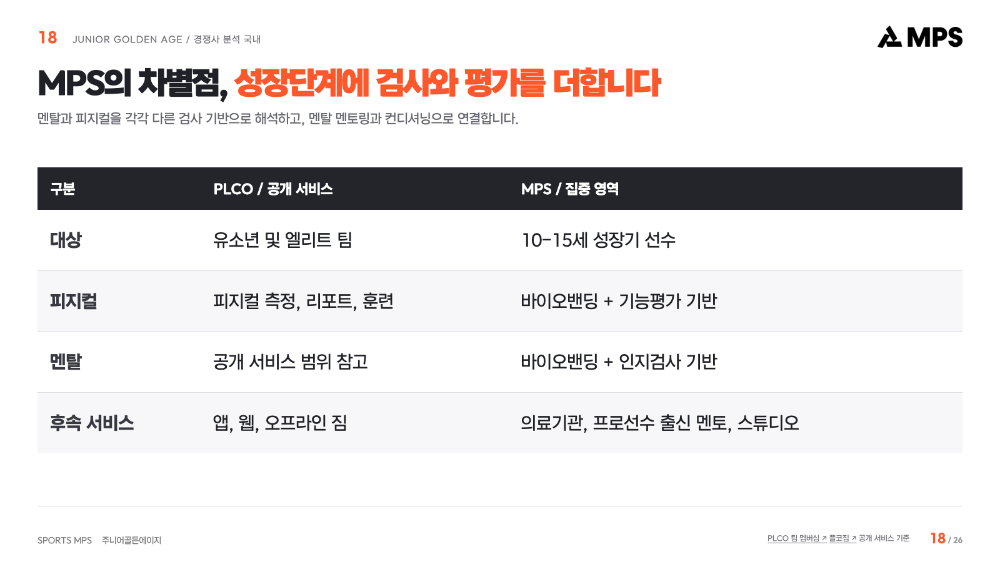 18 JUNIOR GOLDEN AGE / 경쟁사 분석 국내
MPS
MPS의 차별점, 성장단계에 검사와 평가를 더합니다
멘탈과 피지컬을 각각 다른 검사 기반으로 해석하고, 멘탈 멘토링과 컨디셔닝으로 연결합니다.
구분 PLCO / 공개 서비스 MPS / 집중 영역
대상 유소년 및 엘리트 팀 10–15세 성장기 선수
피지컬 피지컬 측정, 리포트, 훈련 바이오밴딩 + 기능평가 기반
멘탈 공개 서비스 범위 참고 바이오밴딩 + 인지검사 기반
후속 서비스 앱, 웹, 오프라인 짐 의료기관, 프로선수 출신 멘토, 스튜디오
SPORTS MPS 주니어골든에이지
PLCO 팀 멤버십 ↗ 플코짐 ↗ 공개 서비스 기준 18 / 26